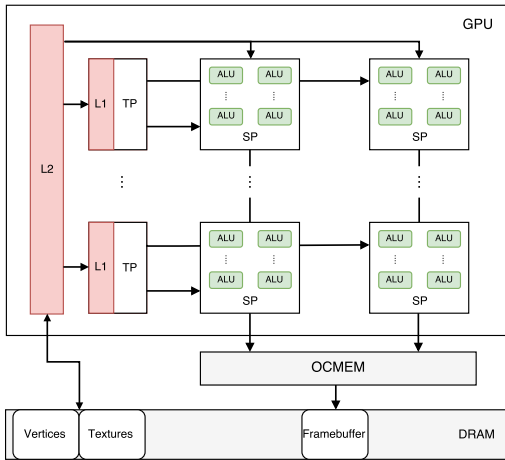 GPU
L2
L1
TP
ALU ALU
ALU ALU
SP
ALU ALU
ALU ALU
SP
L1
TP
ALU ALU
ALU ALU
SP
ALU ALU
ALU ALU
SP
OCMEM
Vertices
Textures
Framebuffer
DRAM